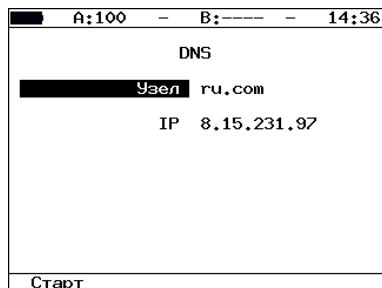 A:100 – B:---- – 14:36
DNS
Узел ru.com
IP 8.15.231.97
Старт